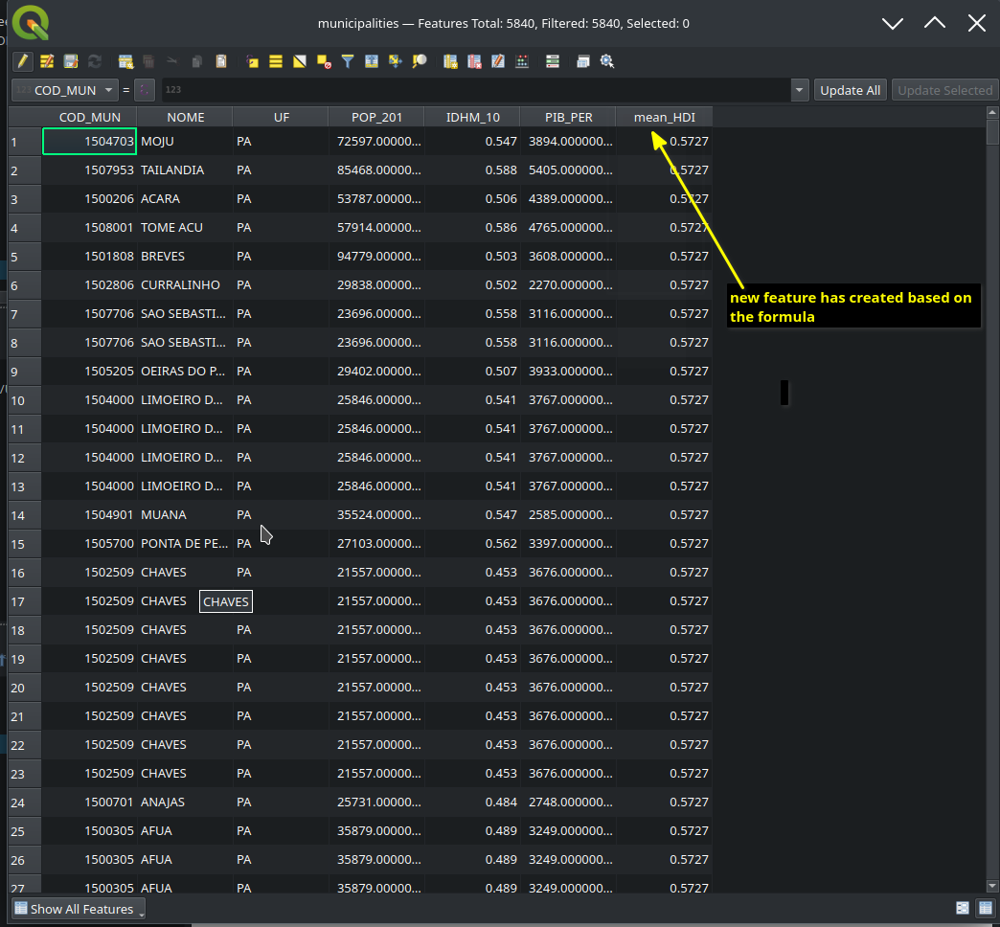 municipalities — Features Total: 5840, Filtered: 5840, Selected: 0
123 COD_MUN = 123 Update All Update Selected
COD_MUN NOME UF POP_201 IDHM_10 PIB_PER mean_HDI
1 1504703 MOJU PA 72597.00000... 0.547 3894.000000... 0.5727
2 1507953 TAILANDIA PA 85468.00000... 0.588 5405.000000... 0.5727
3 1500206 ACARA PA 53787.00000... 0.506 4389.000000... 0.5727
4 1508001 TOME ACU PA 57914.00000... 0.586 4765.000000... 0.5727
5 1501808 BREVES PA 94779.00000... 0.503 3608.000000... 0.5727
6 1502806 CURRALINHO PA 29838.00000... 0.502 2270.000000... 0.5727
new feature has created based on
the formula
7 1507706 SAO SEBASTI... PA 23696.00000... 0.558 3116.000000... 0.5727
8 1507706 SAO SEBASTI... PA 23696.00000... 0.558 3116.000000... 0.5727
9 1505205 OEIRAS DO P... PA 29402.00000... 0.507 3933.000000... 0.5727
10 1504000 LIMOEIRO D... PA 25846.00000... 0.541 3767.000000... 0.5727
11 1504000 LIMOEIRO D... PA 25846.00000... 0.541 3767.000000... 0.5727
12 1504000 LIMOEIRO D... PA 25846.00000... 0.541 3767.000000... 0.5727
13 1504000 LIMOEIRO D... PA 25846.00000... 0.541 3767.000000... 0.5727
14 1504901 MUANA PA 35524.00000... 0.547 2585.000000... 0.5727
15 1505700 PONTA DE PE... PA 27103.00000... 0.562 3397.000000... 0.5727
16 1502509 CHAVES PA 21557.00000... 0.453 3676.000000... 0.5727
17 1502509 CHAVES CHAVES 21557.00000... 0.453 3676.000000... 0.5727
18 1502509 CHAVES PA 21557.00000... 0.453 3676.000000... 0.5727
19 1502509 CHAVES PA 21557.00000... 0.453 3676.000000... 0.5727
20 1502509 CHAVES PA 21557.00000... 0.453 3676.000000... 0.5727
21 1502509 CHAVES PA 21557.00000... 0.453 3676.000000... 0.5727
22 1502509 CHAVES PA 21557.00000... 0.453 3676.000000... 0.5727
23 1502509 CHAVES PA 21557.00000... 0.453 3676.000000... 0.5727
24 1500701 ANAJAS PA 25731.00000... 0.484 2748.000000... 0.5727
25 1500305 AFUA PA 35879.00000... 0.489 3249.000000... 0.5727
26 1500305 AFUA PA 35879.00000... 0.489 3249.000000... 0.5727
27 1500305 AFUA PA 35879.00000... 0.489 3249.000000... 0.5727
Show All Features